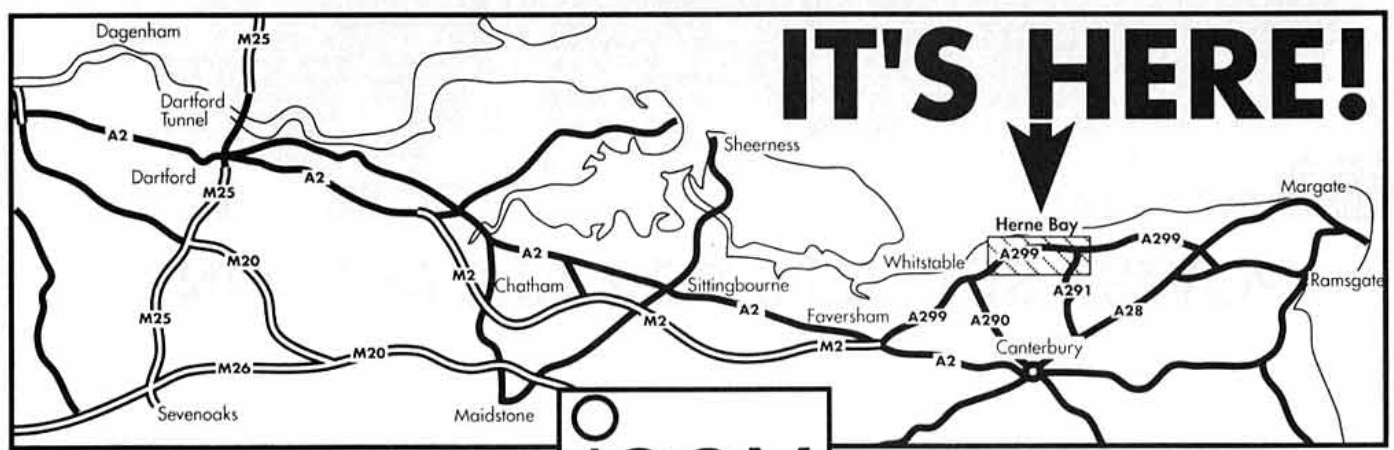 IT'S HERE!
Dagenham
M25
Dartford
Tunnel
A2
Dartford
M25
A2
Sheerness
Margate
Herne Bay
M20
A2
M2
Chatham
Sittingbourne
Whitstable
A299
A299
Ramsgate
A291
M25
M2
A2
Faversham
A299
A290
A28
M26
M20
M2
A2
Canterbury
Sevenoaks
Maidstone